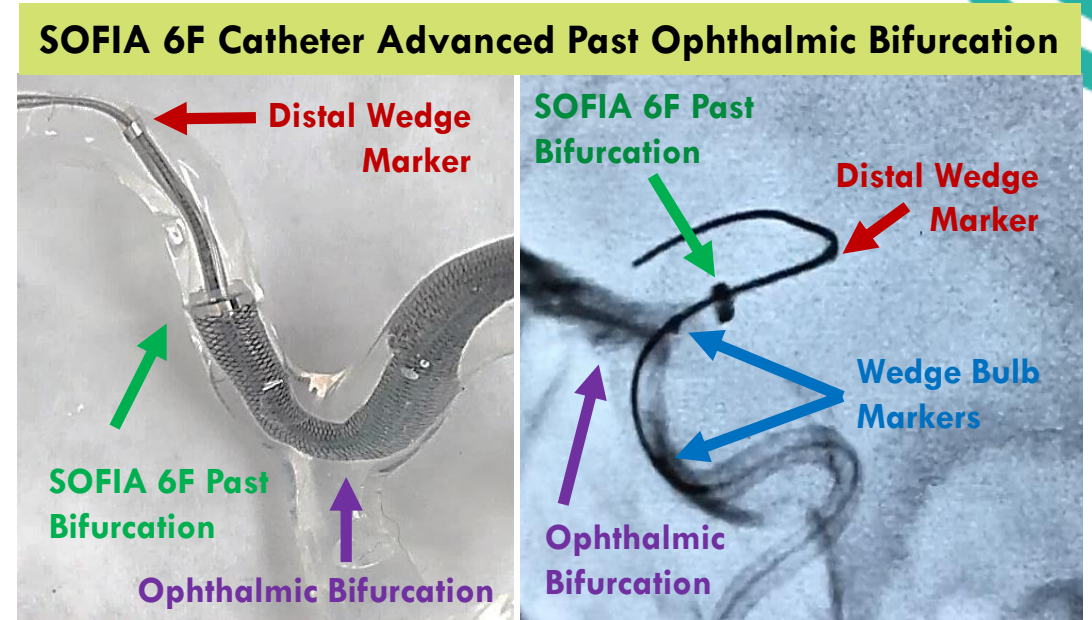 SOFIA 6F Catheter Advanced Past Ophthalmic Bifurcation
Distal Wedge
Marker
SOFIA 6F Past
Bifurcation
Ophthalmic Bifurcation
SOFIA 6F Past
Bifurcation
Distal Wedge
Marker
Wedge Bulb
Markers
Ophthalmic
Bifurcation